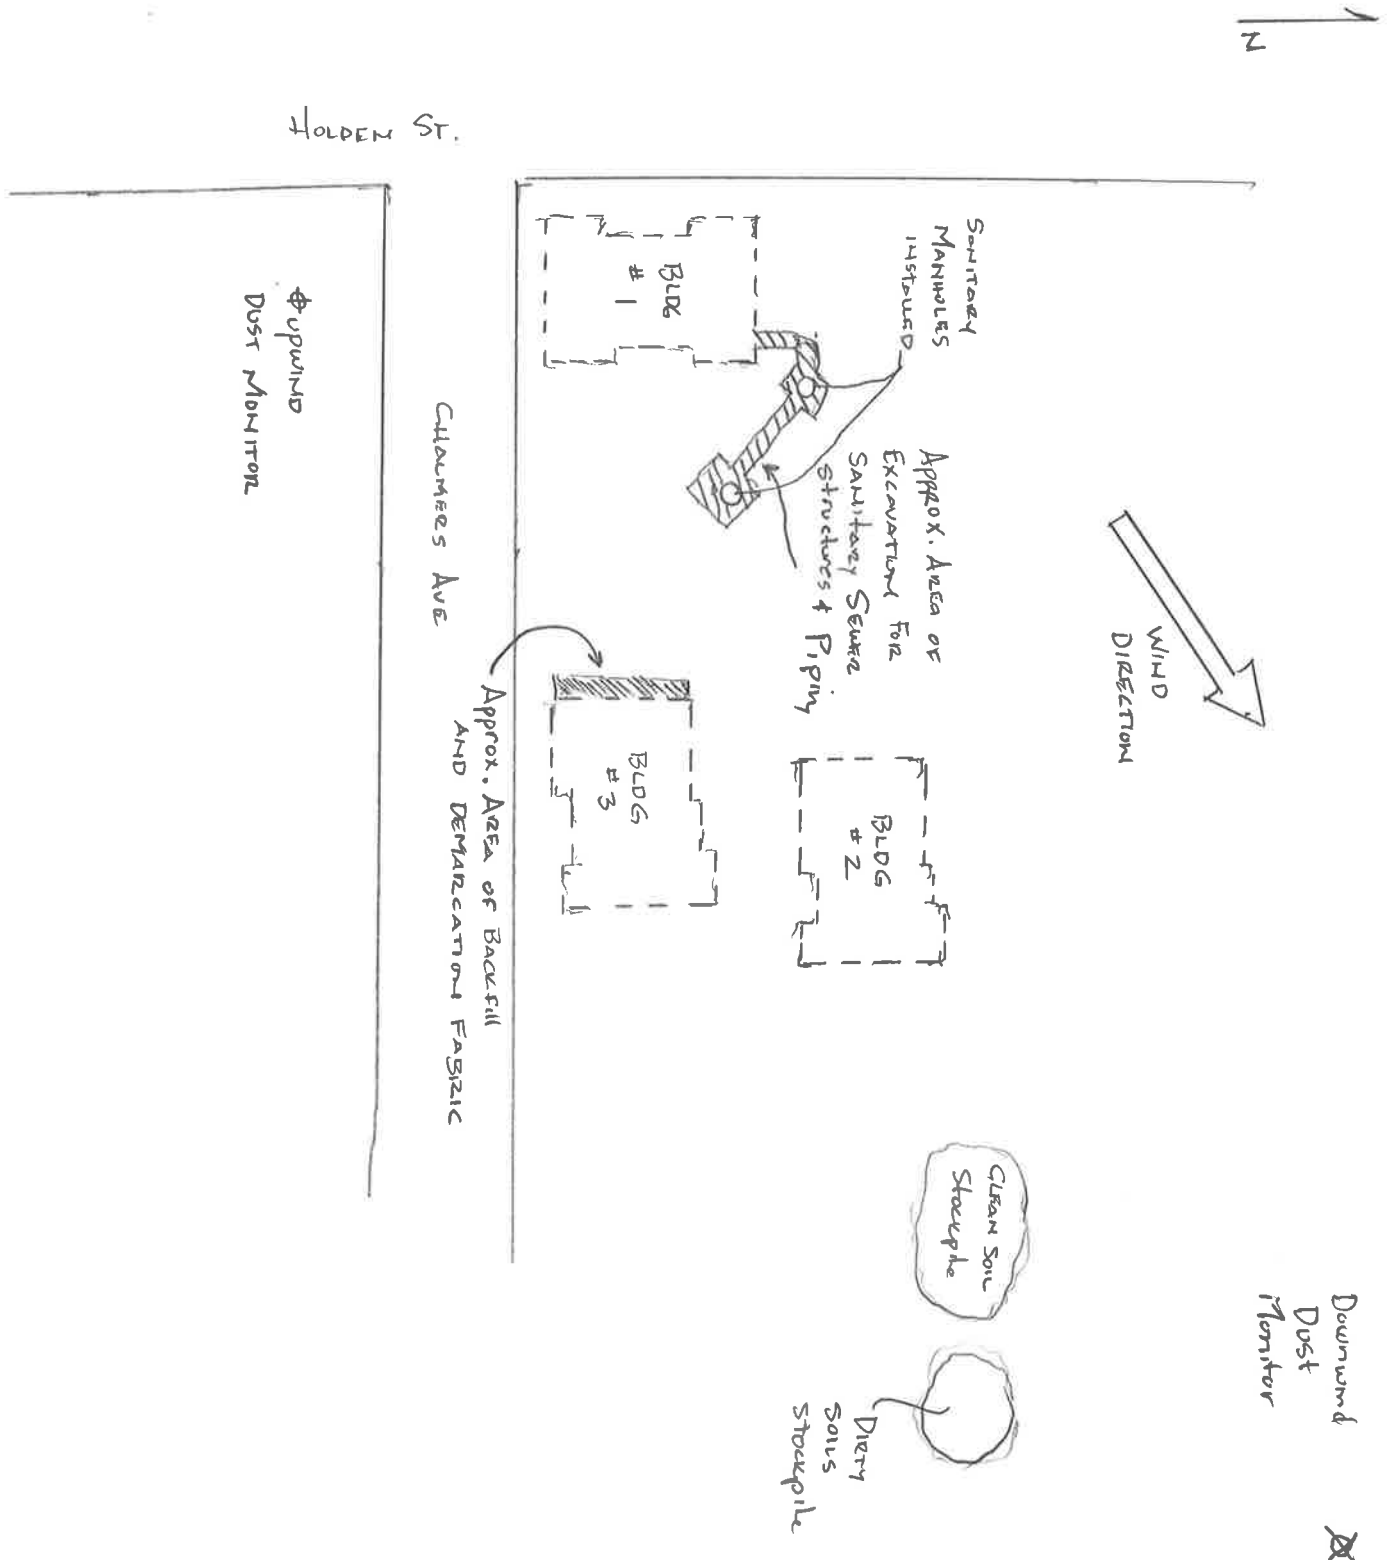 N
HOLDEN ST.
SANITARY
MANHOLES
INSTALLED
BLDG
# 1
UPWIND
DUST MONITOR
CHALMERS AVE
APPROX. AREA OF
EXCAVATION FOR
SANITARY SEWER
structures & Piping
WIND
DIRECTION
BLDG
# 2
BLDG
# 3
Approx. AREA OF BACKFill
AND DEMARCATION FABRIC
CLEAN SOIL
Stockpile
DIRTY
SOILS
Stockpile
Downwind
Dust
Monitor